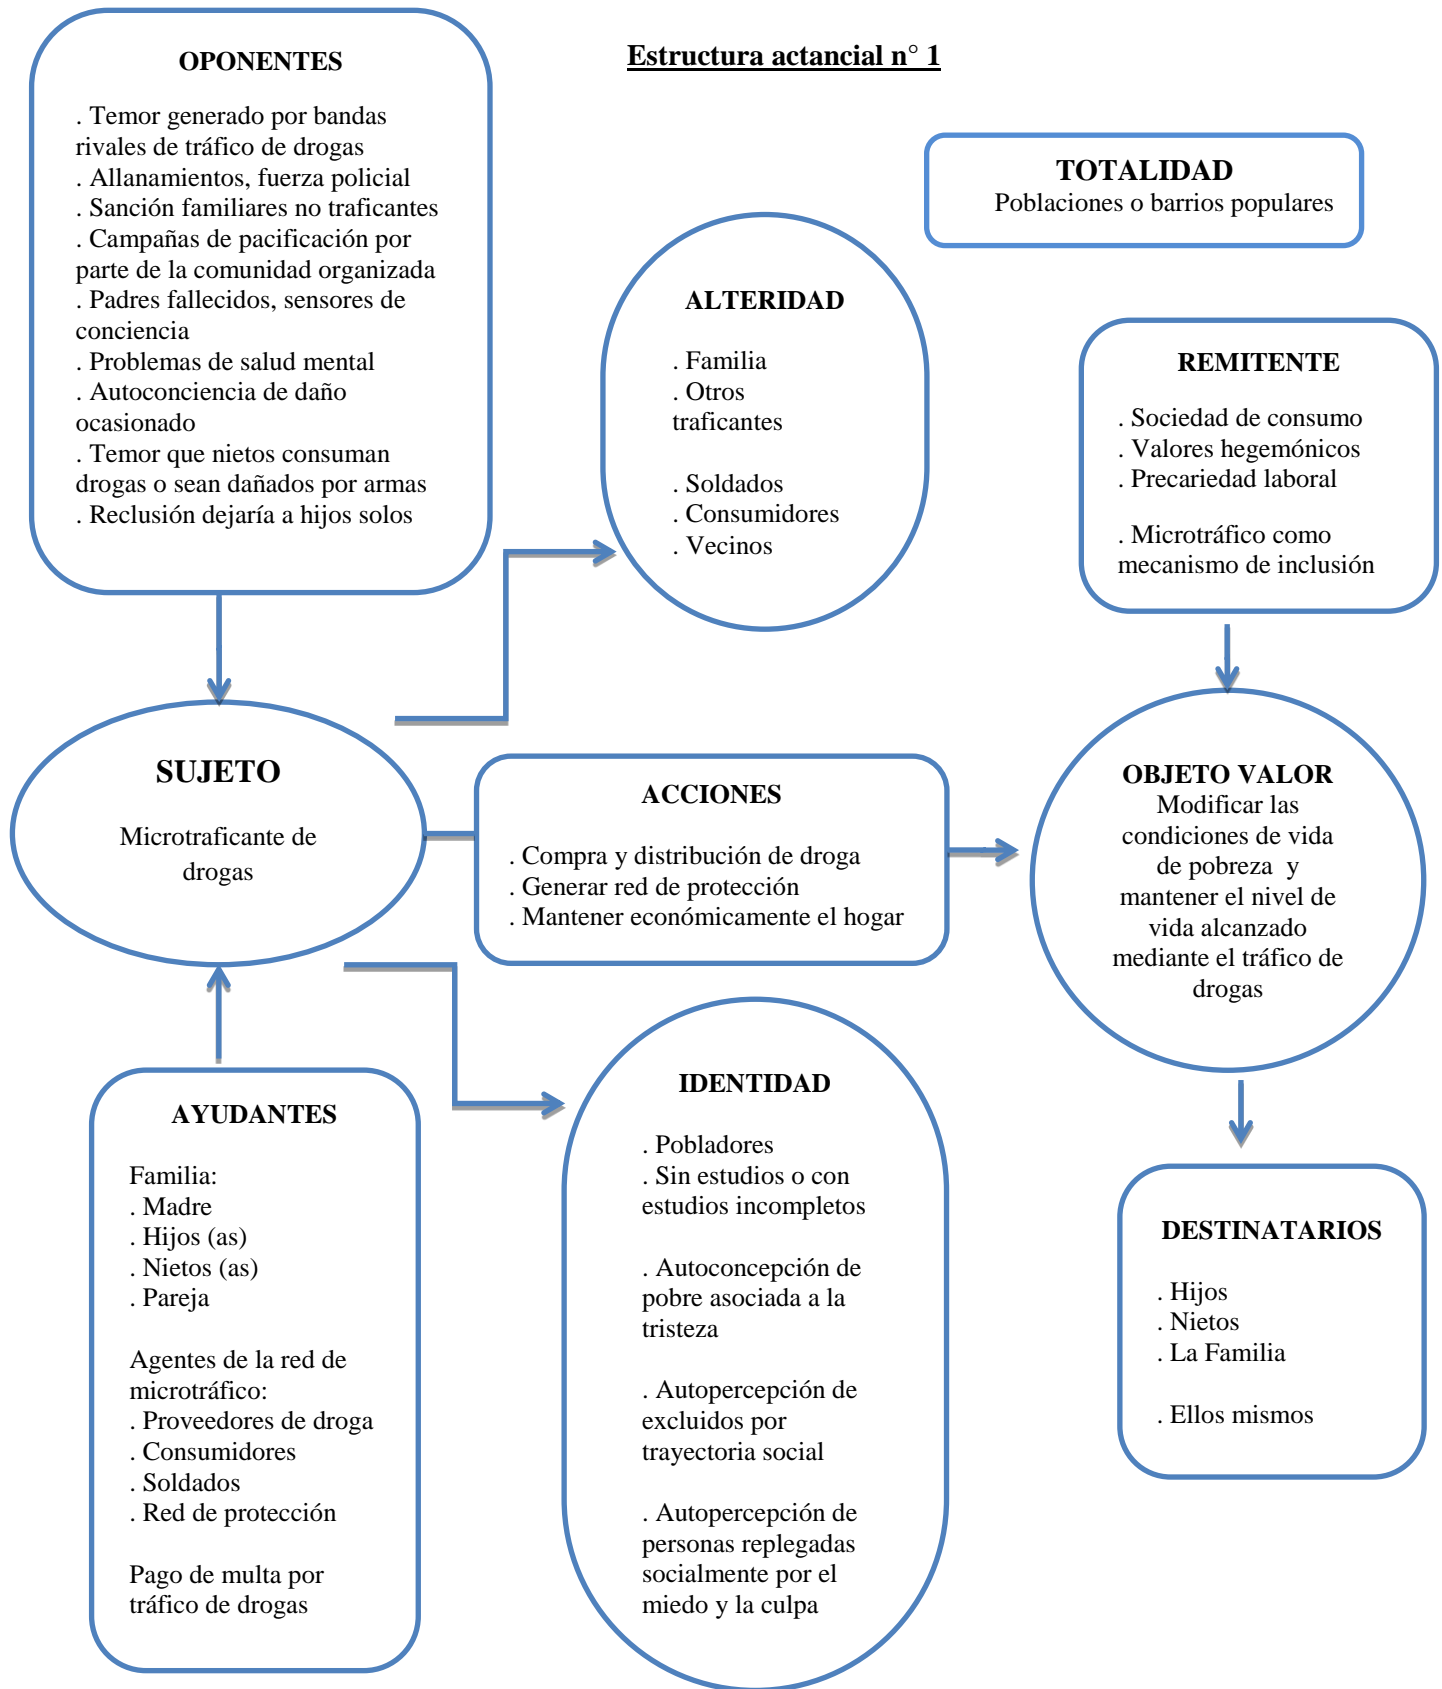 Estructura actancial n° 1
OPONENTES
. Temor generado por bandas
rivales de tráfico de drogas
. Allanamientos, fuerza policial
. Sanción familiares no traficantes
. Campañas de pacificación por
parte de la comunidad organizada
. Padres fallecidos, sensores de
conciencia
. Problemas de salud mental
. Autoconciencia de daño
ocasionado
. Temor que nietos consuman
drogas o sean dañados por armas
. Reclusión dejaría a hijos solos
TOTALIDAD
Poblaciones o barrios populares
ALTERIDAD
. Familia
. Otros
traficantes
. Soldados
. Consumidores
. Vecinos
REMITENTE
. Sociedad de consumo
. Valores hegemónicos
. Precariedad laboral
. Microtráfico como
mecanismo de inclusión
SUJETO
Microtraficante de
drogas
ACCIONES
. Compra y distribución de droga
. Generar red de protección
. Mantener económicamente el hogar
OBJETO VALOR
Modificar las
condiciones de vida
de pobreza y
mantener el nivel de
vida alcanzado
mediante el tráfico de
drogas
AYUDANTES
Familia:
. Madre
. Hijos (as)
. Nietos (as)
. Pareja
Agentes de la red de
microtráfico:
. Proveedores de droga
. Consumidores
. Soldados
. Red de protección
Pago de multa por
tráfico de drogas
IDENTIDAD
. Pobladores
. Sin estudios o con
estudios incompletos
. Autoconcepción de
pobre asociada a la
tristeza
. Autopercepción de
excluidos por
trayectoria social
. Autopercepción de
personas replegadas
socialmente por el
miedo y la culpa
DESTINATARIOS
. Hijos
. Nietos
. La Familia
. Ellos mismos